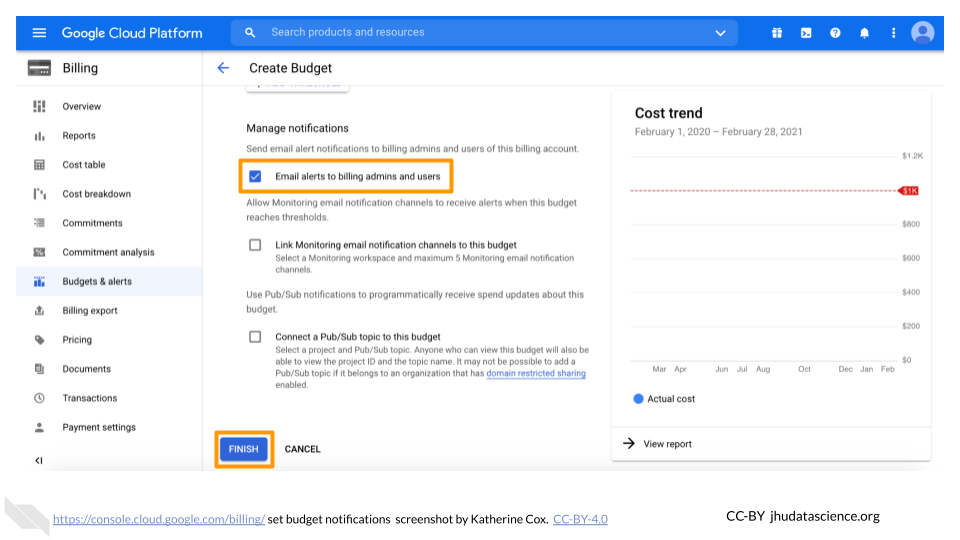 Google Cloud Platform
Search products and resources
Billing
Create Budget
Overview
Reports
Cost table
Cost breakdown
Commitments
Commitment analysis
Budgets & alerts
Billing export
Pricing
Documents
Transactions
Payment settings
Manage notifications
Send email alert notifications to billing admins and users of this billing account.
Email alerts to billing admins and users
Allow Monitoring email notification channels to receive alerts when this budget
reaches thresholds.
Link Monitoring email notification channels to this budget
Select a Monitoring workspace and maximum 5 Monitoring email notification
channels.
Use Pub/Sub notifications to programmatically receive spend updates about this
budget.
Connect a Pub/Sub topic to this budget
Select a project and Pub/Sub topic. Anyone who can view this budget will also be
able to view the project ID and the topic name. It may not be possible to add a
Pub/Sub topic if it belongs to an organization that has domain restricted sharing
enabled.
FINISH CANCEL
Cost trend
February 1, 2020 – February 28, 2021
$1.2K
$1K
$800
$600
$400
$200
$0
Mar Apr Jun Jul Aug Oct Dec Jan Feb
Actual cost
View report
https://console.cloud.google.com/billing/ set budget notifications screenshot by Katherine Cox. CC-BY-4.0
CC-BY jhudatascience.org